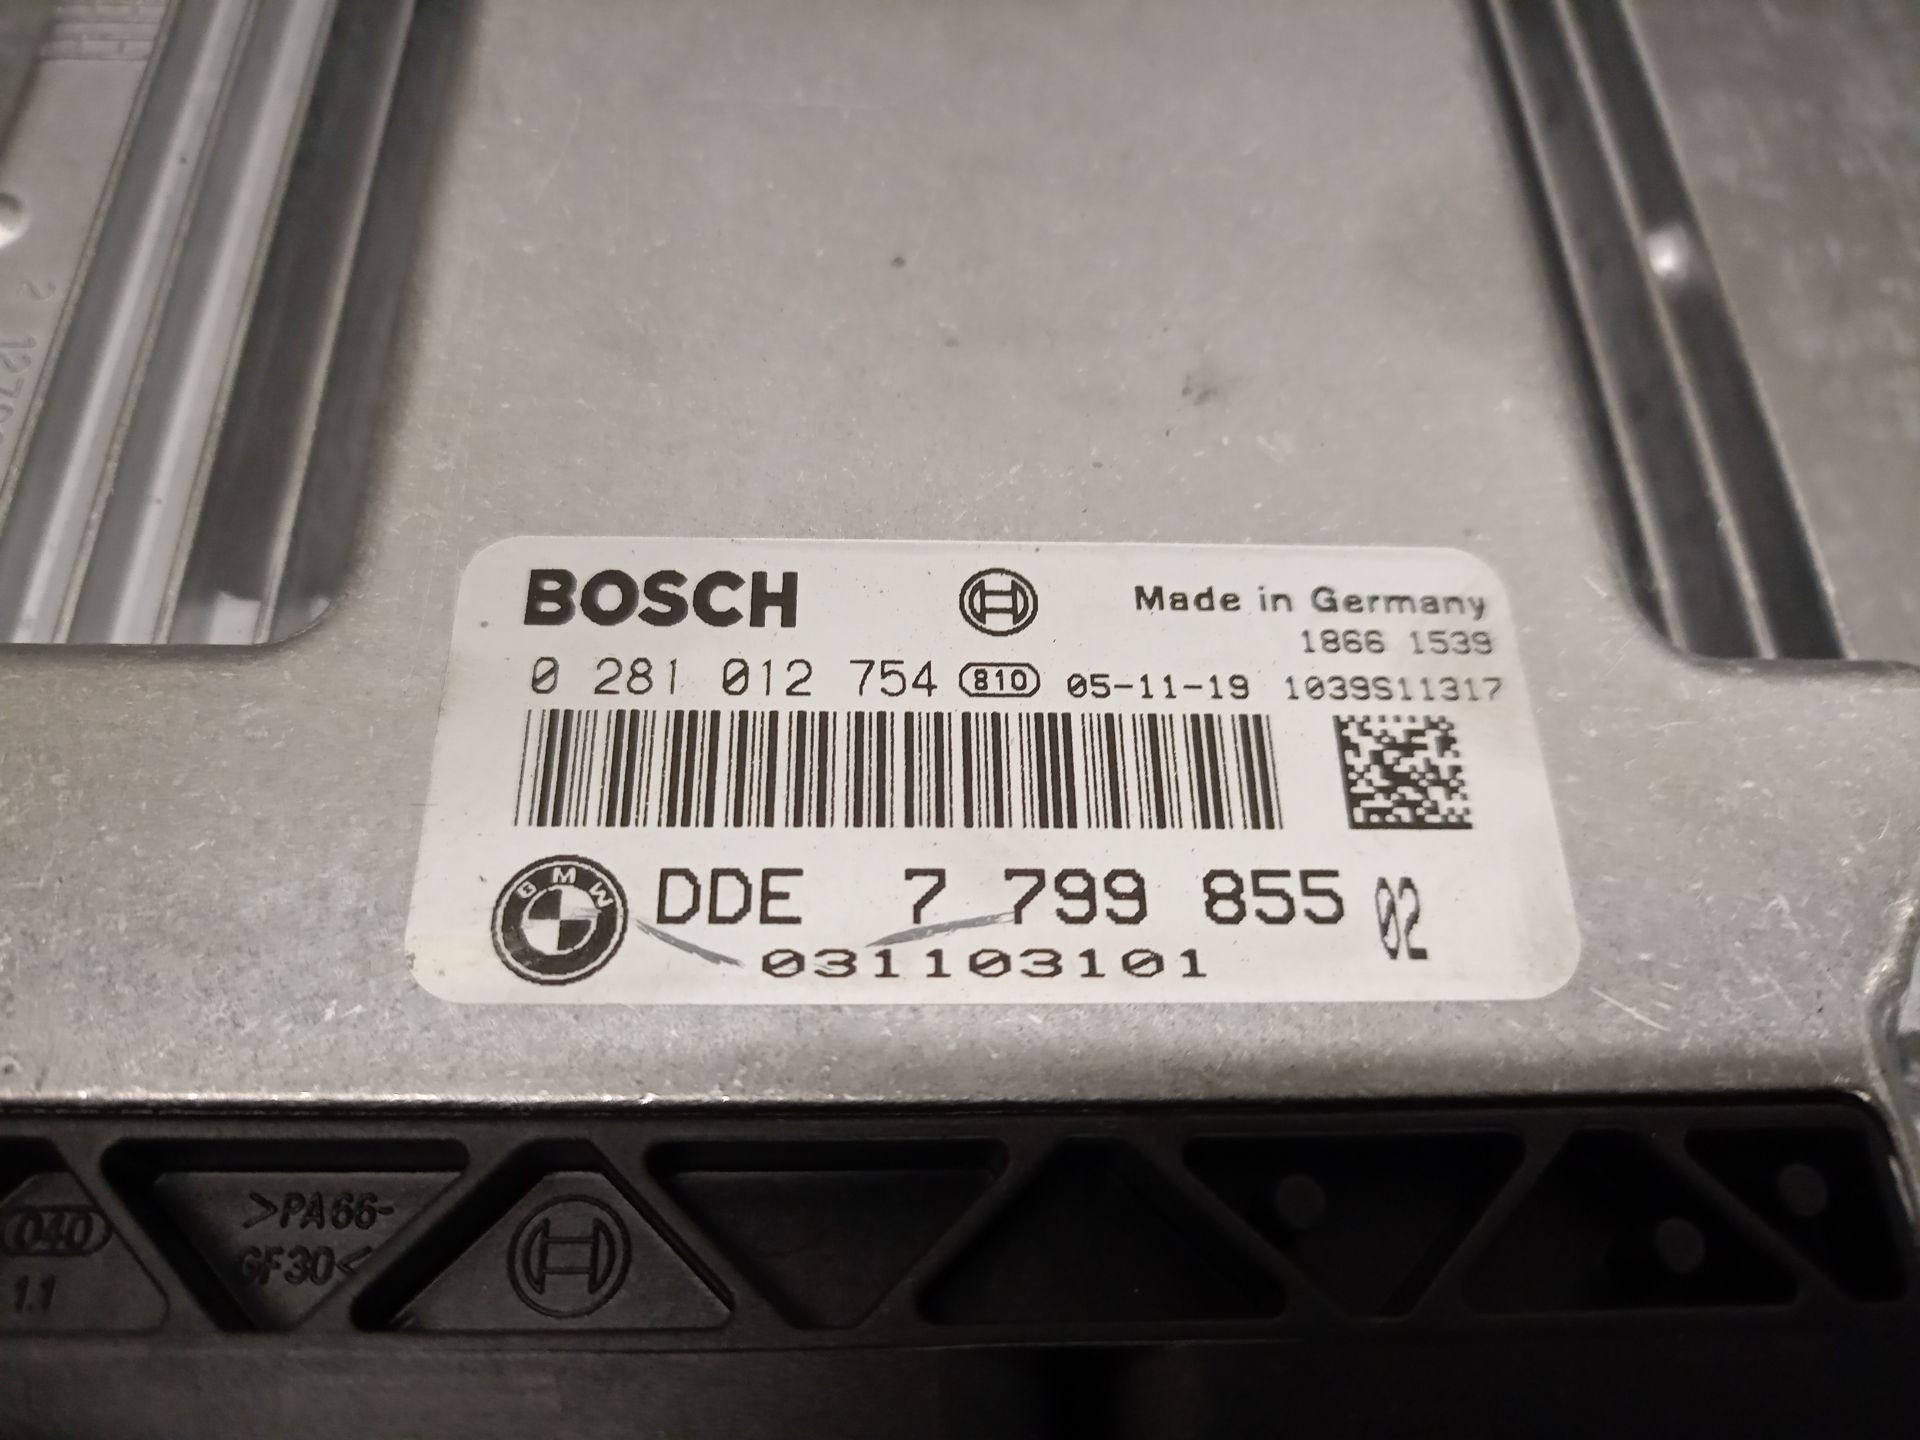 BOSCH
Made in Germany
1866 1539
0 281 012 754 810 05-11-19 1039S11317
BMW
DDE 7 799 855 02
031103101
>PA66-
GF30<
040
1.1